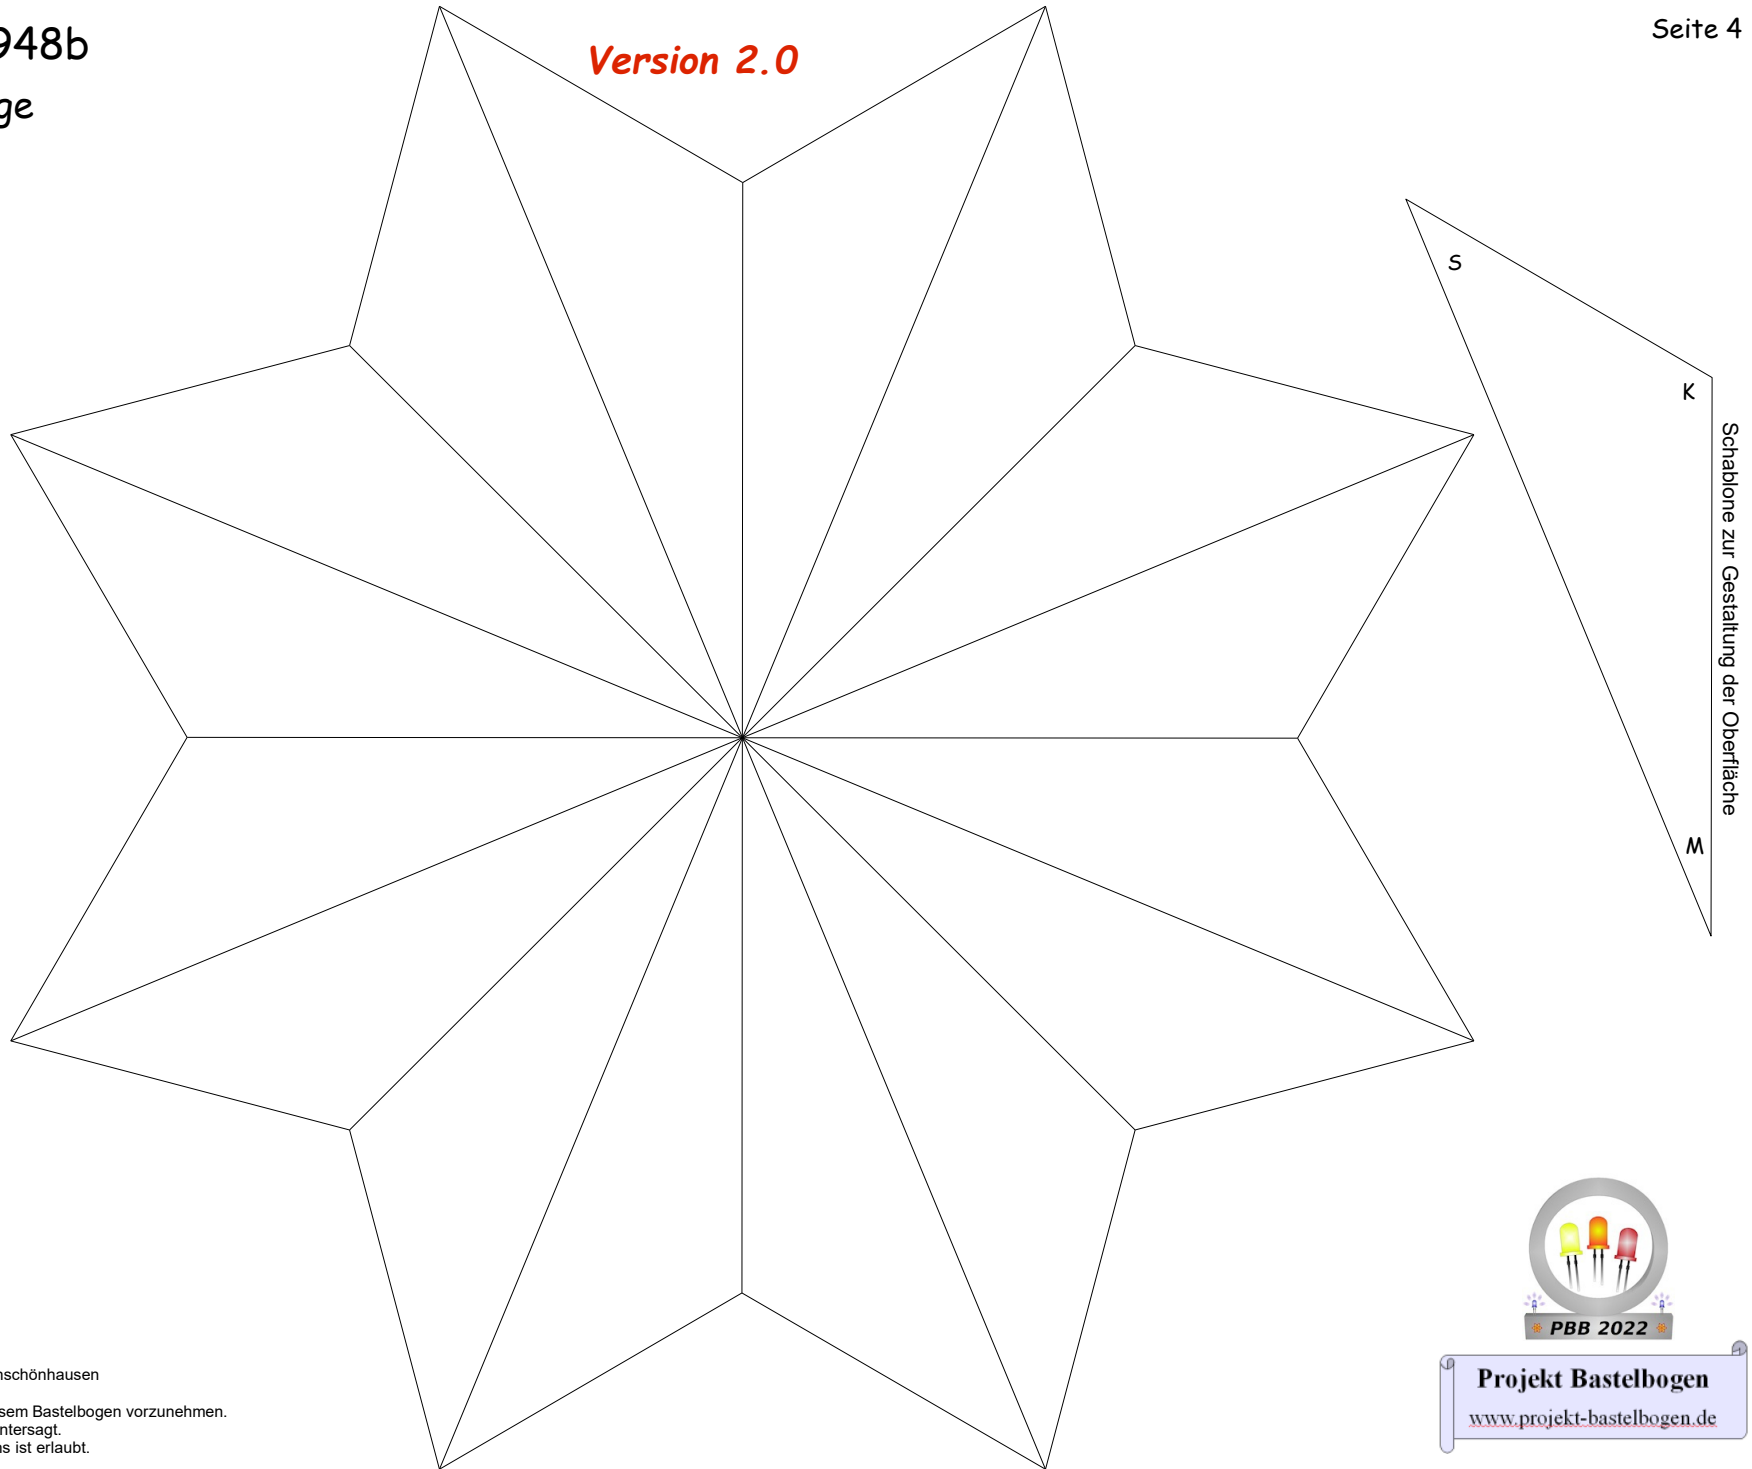 948b
ge
Version 2.0
Seite 4
S
K
M
Schablone zur Gestaltung der Oberfläche
PBB 2022
Projekt Bastelbogen
www.projekt-bastelbogen.de
nschönhausen
sem Bastelbogen vorzunehmen.
ntersagt.
ns ist erlaubt.